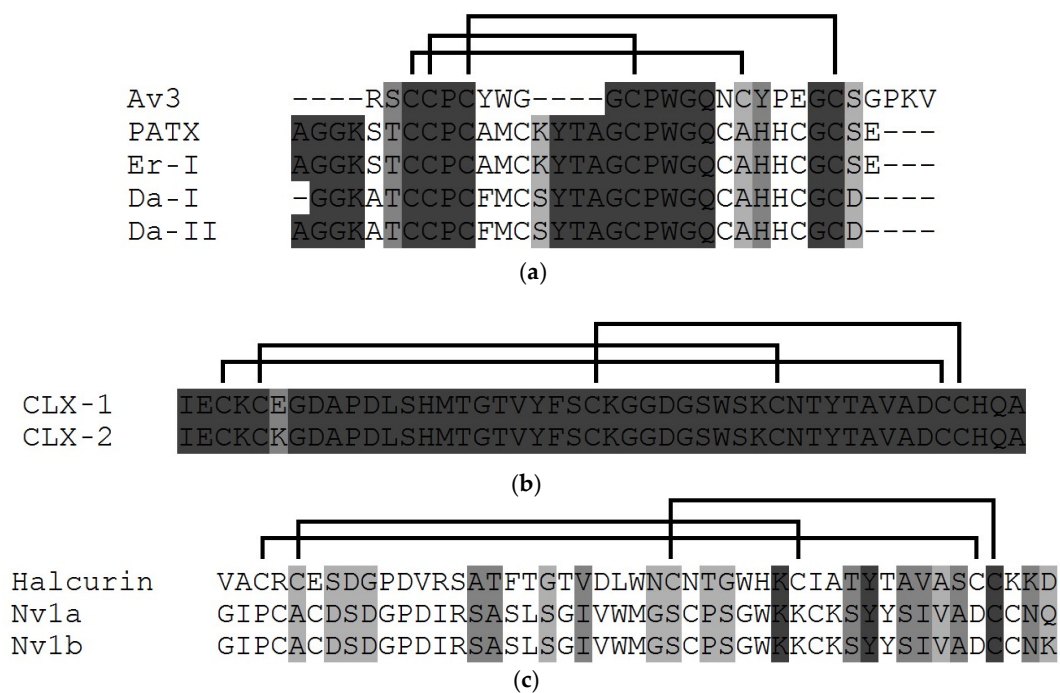 Av3 ----RSCCPCYWG----GCPWGQNCYPEGCSGPKV
PATX AGGKSTCCPCAMCKYTAGCPWGQCAHHCGCSE---
Er-I AGGKSTCCPCAMCKYTAGCPWGQCAHHCGCSE---
Da-I -GGKATCCPCFMCSYTAGCPWGQCAHHCGCD----
Da-II AGGKATCCPCFMCSYTAGCPWGQCAHHCGCD----
(a)
CLX-1 IECKCEGDAPDLSHMTGTVYFSCKGGDGSWSKCNTYTAVADCCHQA
CLX-2 IECKCKGDAPDLSHMTGTVYFSCKGGDGSWSKCNTYTAVADCCHQA
(b)
Halcurin VACRCESDGPDVRSATFTGTVDLWNCNTGWHKCIATYTAVASCCKKD
Nv1a GIPCACDSDGPDIRSASLSGIVWMGSCPSGWKKCKSYYSIVADCCNQ
Nv1b GIPCACDSDGPDIRSASLSGIVWMGSCPSGWKKCKSYYSIVADCCNK
(c)